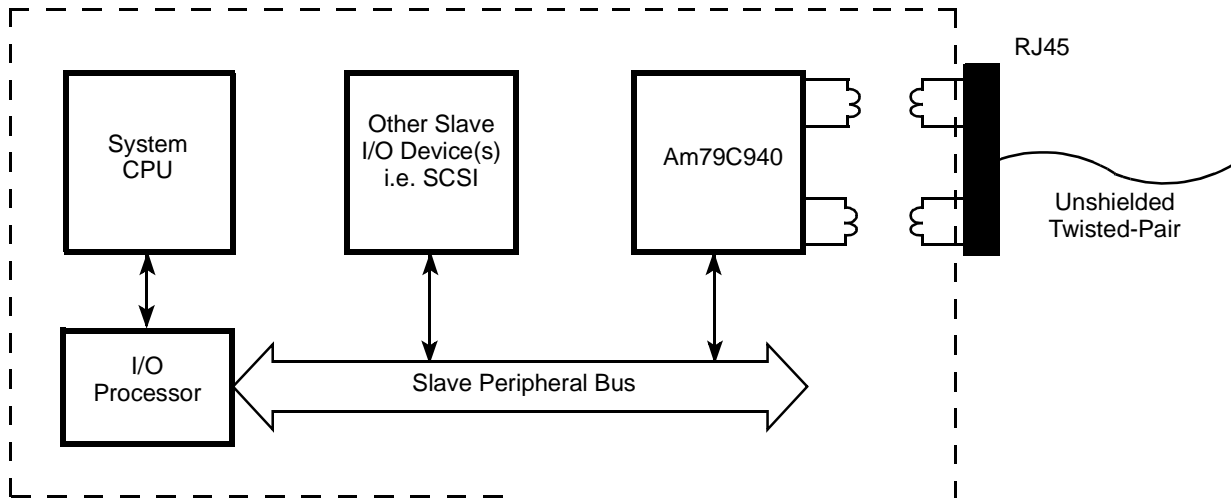 RJ45
System
CPU
Other Slave
I/O Device(s)
i.e. SCSI
Am79C940
Unshielded
Twisted-Pair
I/O
Processor
Slave Peripheral Bus